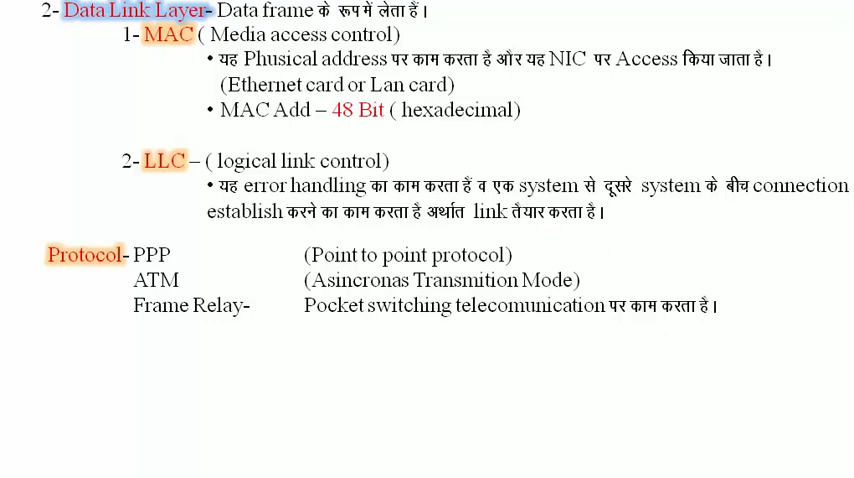 2- Data Link Layer- Data frame के रूप में लेता हैं।
1- MAC ( Media access control)
• यह Phusical address पर काम करता है और यह NIC पर Access किया जाता है।
(Ethernet card or Lan card)
• MAC Add – 48 Bit ( hexadecimal)
2- LLC – ( logical link control)
• यह error handling का काम करता हैं व एक system से दूसरे system के बीच connection
establish करने का काम करता है अर्थात link तैयार करता है।
Protocol- PPP (Point to point protocol)
ATM (Asincronas Transmition Mode)
Frame Relay- Pocket switching telecomunication पर काम करता है।